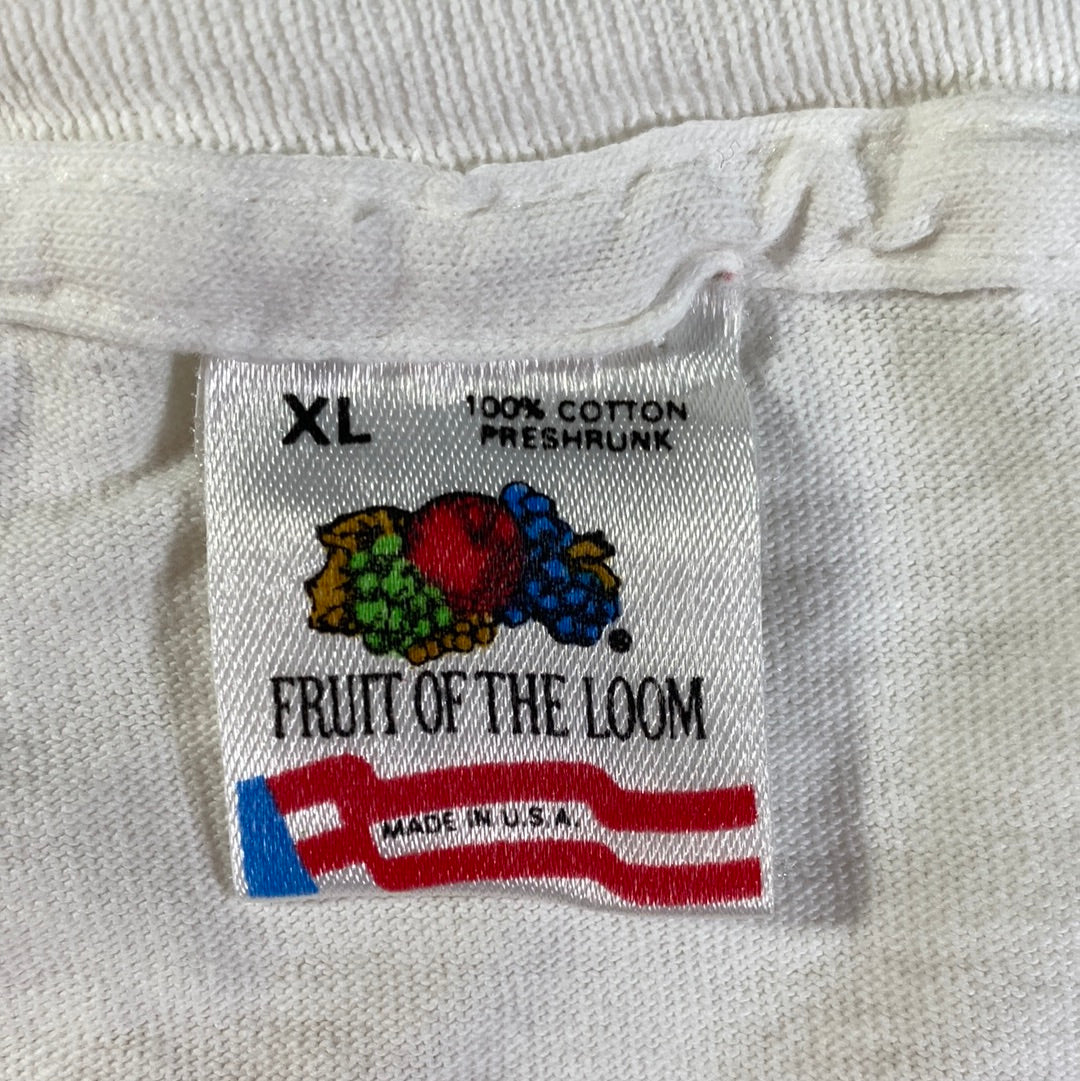 XL
100% COTTON
PRESHRUNK
FRUIT OF THE LOOM
MADE IN U.S.A.